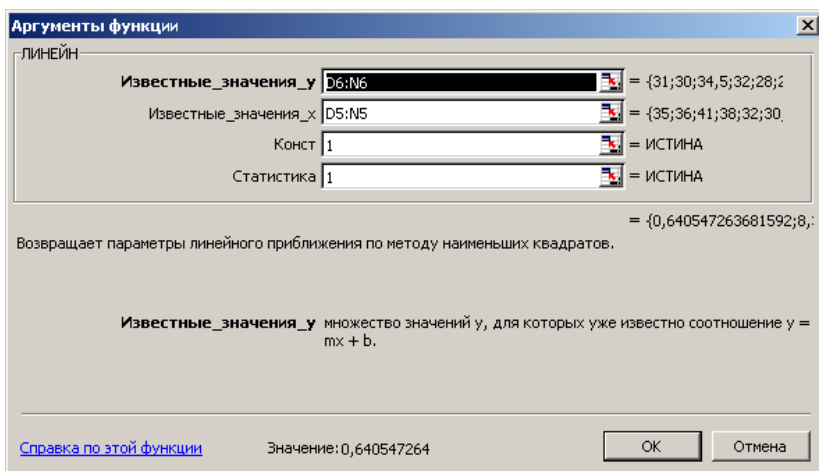 Аргументы функции
ЛИНЕЙН
Известные_значения_y D6:N6 = {31;30;34,5;32;28;2
Известные_значения_x D5:N5 = {35;36;41;38;32;30
Конст 1 = ИСТИНА
Статистика 1 = ИСТИНА
= {0,640547263681592;8,
Возвращает параметры линейного приближения по методу наименьших квадратов.
Известные_значения_y множество значений y, для которых уже известно соотношение y =
mx + b.
Справка по этой функции Значение:0,640547264 OK Отмена